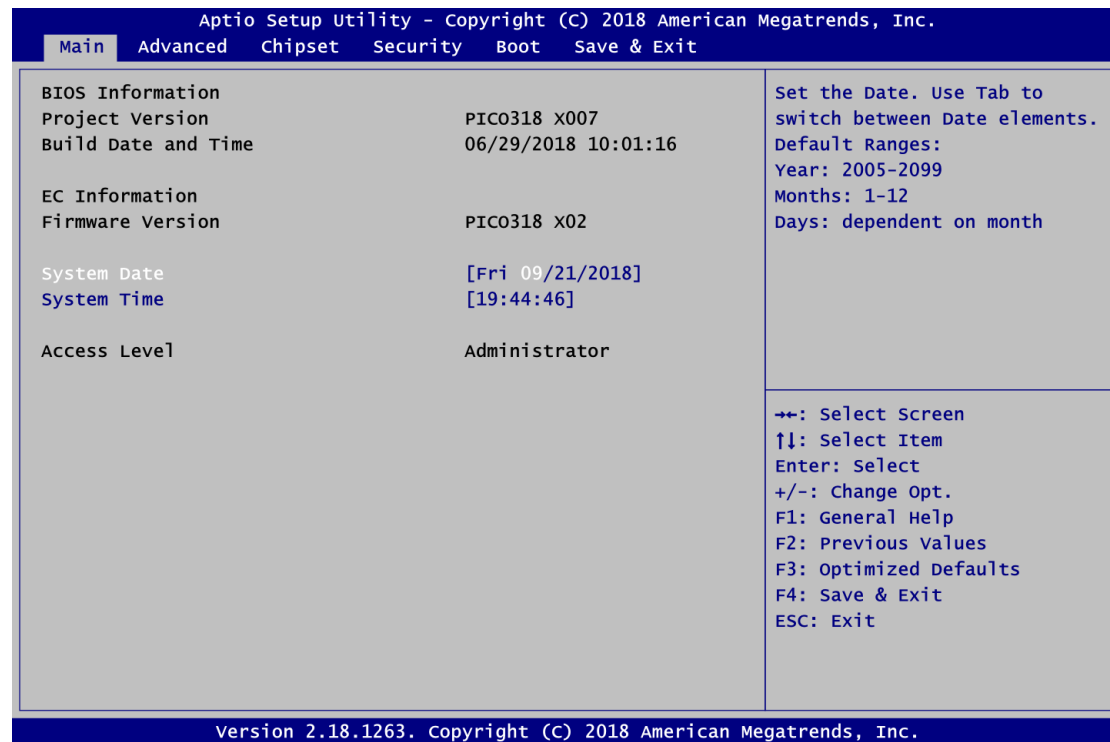 Aptio Setup Utility - Copyright (C) 2018 American Megatrends, Inc.
Main Advanced Chipset Security Boot Save & Exit
BIOS Information
Project Version PICO318 X007
Build Date and Time 06/29/2018 10:01:16
EC Information
Firmware Version PICO318 X02
System Date [Fri 09/21/2018]
System Time [19:44:46]
Access Level Administrator
Set the Date. Use Tab to
switch between Date elements.
Default Ranges:
Year: 2005-2099
Months: 1-12
Days: dependent on month
→←: Select Screen
↑↓: Select Item
Enter: Select
+/-: Change Opt.
F1: General Help
F2: Previous Values
F3: Optimized Defaults
F4: Save & Exit
ESC: Exit
Version 2.18.1263. Copyright (C) 2018 American Megatrends, Inc.